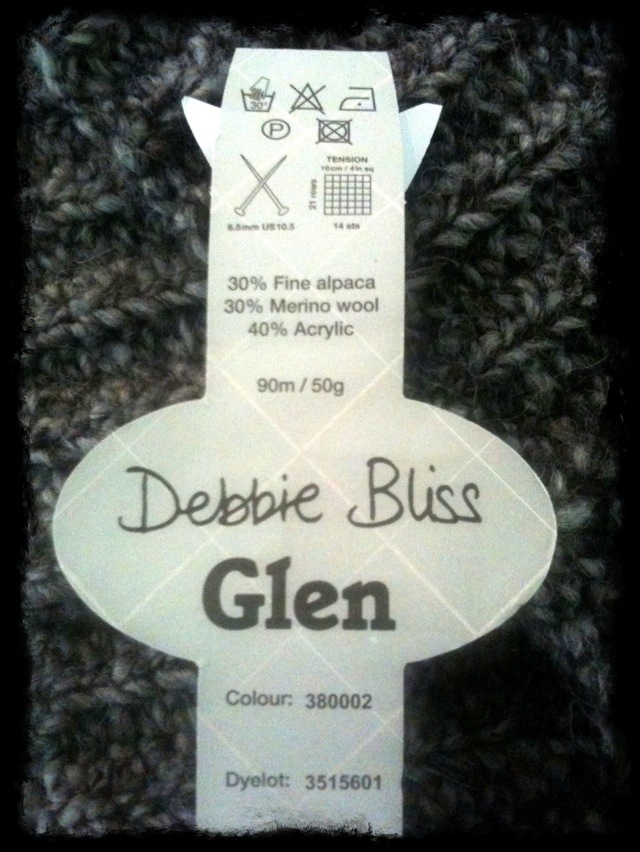 30°
P
TENSION
10cm / 4in sq
21 rows
6.5mm US10.5
14 sts
30% Fine alpaca
30% Merino wool
40% Acrylic
90m / 50g
Debbie Bliss
Glen
Colour: 380002
Dyelot: 3515601